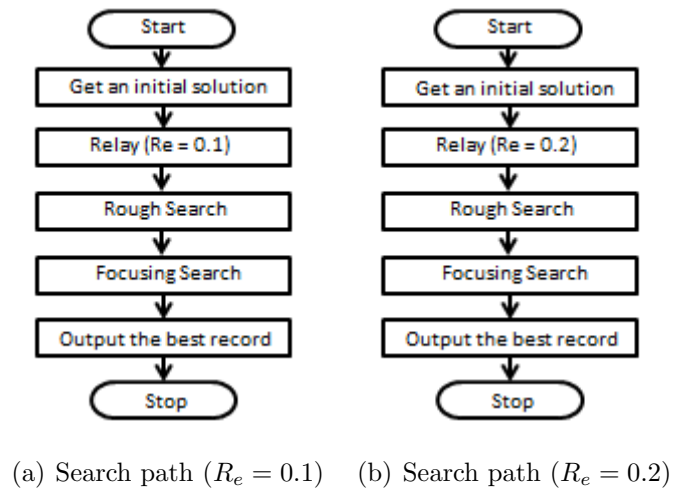 Start
Get an initial solution
Relay (Re = 0.1)
Rough Search
Focusing Search
Output the best record
Stop
(a) Search path (R_e = 0.1)
Start
Get an initial solution
Relay (Re = 0.2)
Rough Search
Focusing Search
Output the best record
Stop
(b) Search path (R_e = 0.2)